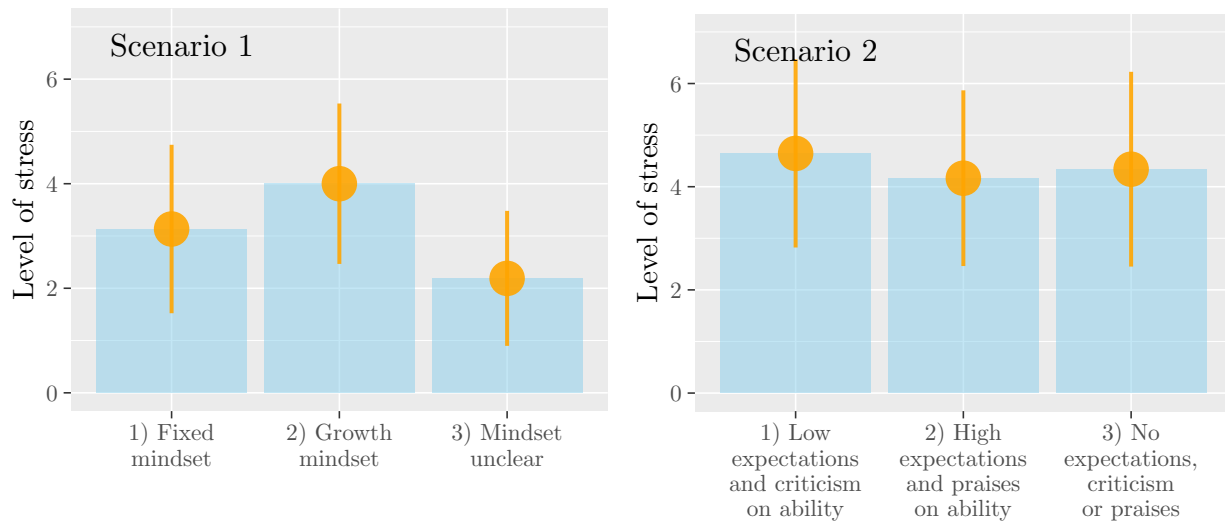 Scenario 1
Level of stress
6
4
2
0
1) Fixed
mindset
2) Growth
mindset
3) Mindset
unclear
Scenario 2
Level of stress
6
4
2
0
1) Low
expectations
and criticism
on ability
2) High
expectations
and praises
on ability
3) No
expectations,
criticism
or praises